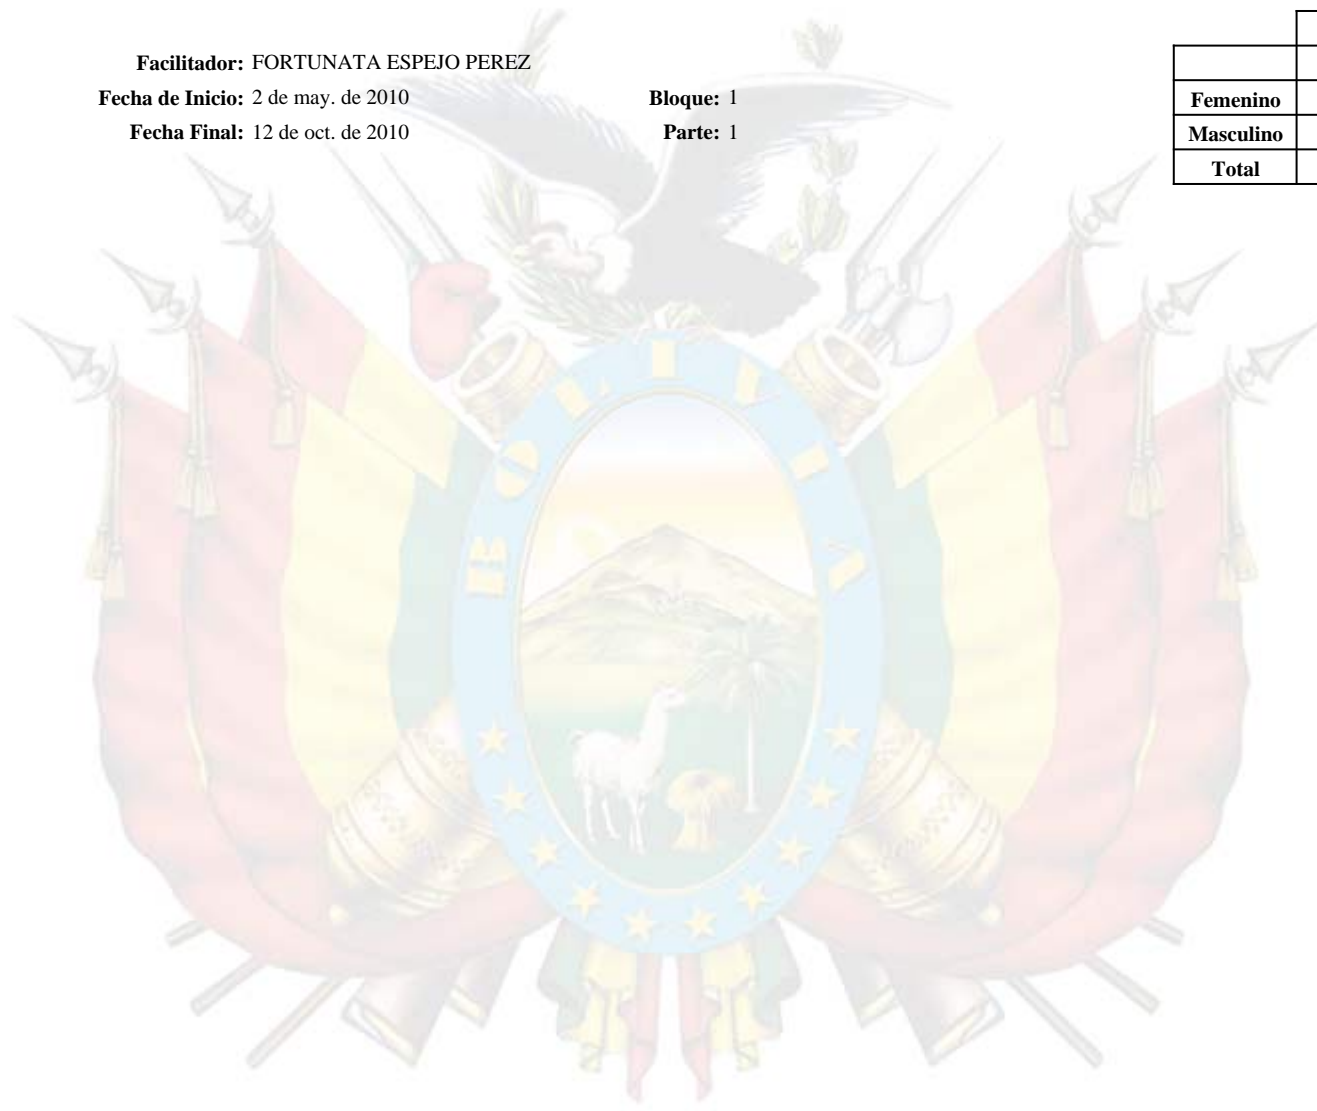 Facilitador: FORTUNATA ESPEJO PEREZ
Fecha de Inicio: 2 de may. de 2010 Bloque: 1
Fecha Final: 12 de oct. de 2010 Parte: 1
Femenino
Masculino
Total
BOLIVIA